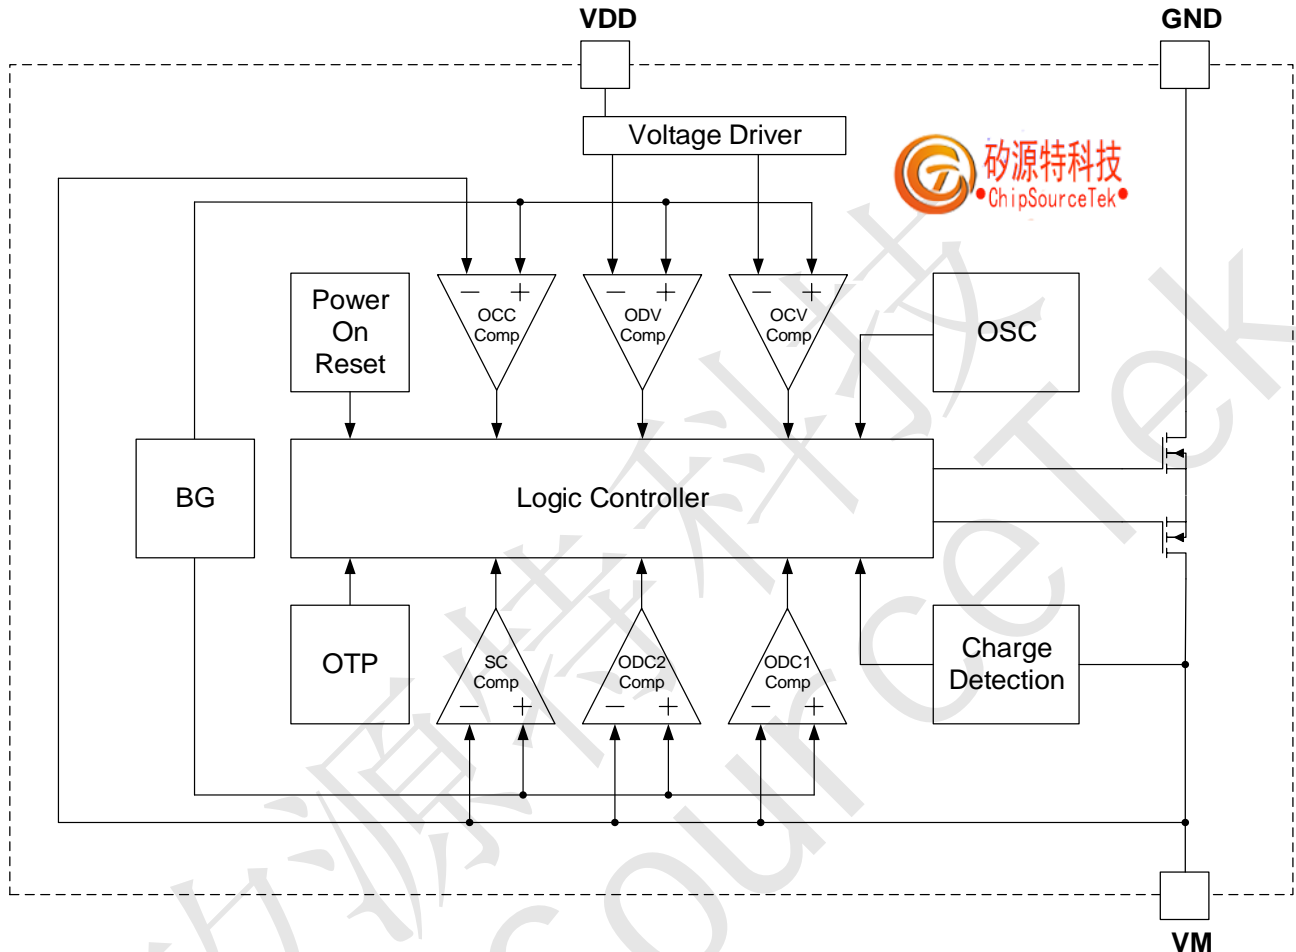 VDD
GND
Voltage Driver
矽源特科技
•ChipSourceTek•
Power
On
Reset
− +
OCC
Comp
− +
ODV
Comp
− +
OCV
Comp
OSC
BG
Logic Controller
OTP
SC
Comp
− +
ODC2
Comp
− +
ODC1
Comp
− +
Charge
Detection
VM